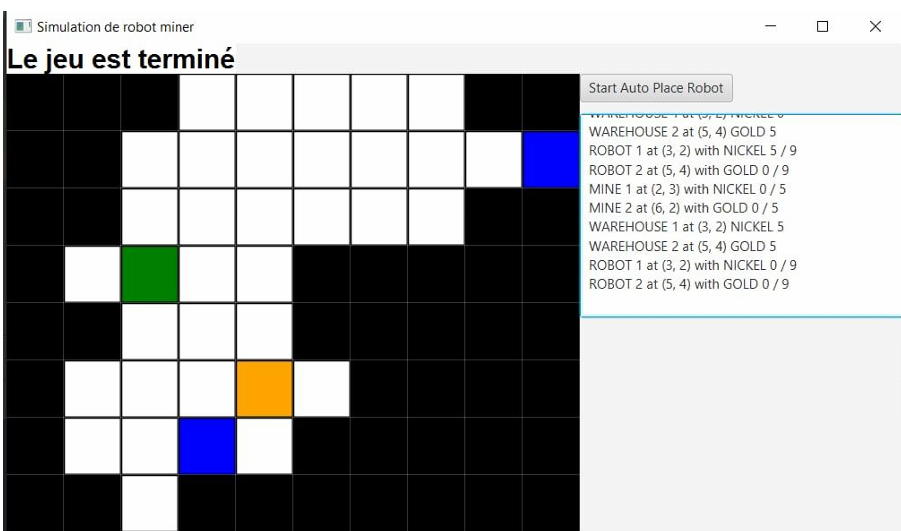 Simulation de robot miner
Le jeu est terminé
Start Auto Place Robot
WAREHOUSE 1 at (3, 2) NICKEL 0
WAREHOUSE 2 at (5, 4) GOLD 5
ROBOT 1 at (3, 2) with NICKEL 5 / 9
ROBOT 2 at (5, 4) with GOLD 0 / 9
MINE 1 at (2, 3) with NICKEL 0 / 5
MINE 2 at (6, 2) with GOLD 0 / 5
WAREHOUSE 1 at (3, 2) NICKEL 5
WAREHOUSE 2 at (5, 4) GOLD 5
ROBOT 1 at (3, 2) with NICKEL 0 / 9
ROBOT 2 at (5, 4) with GOLD 0 / 9